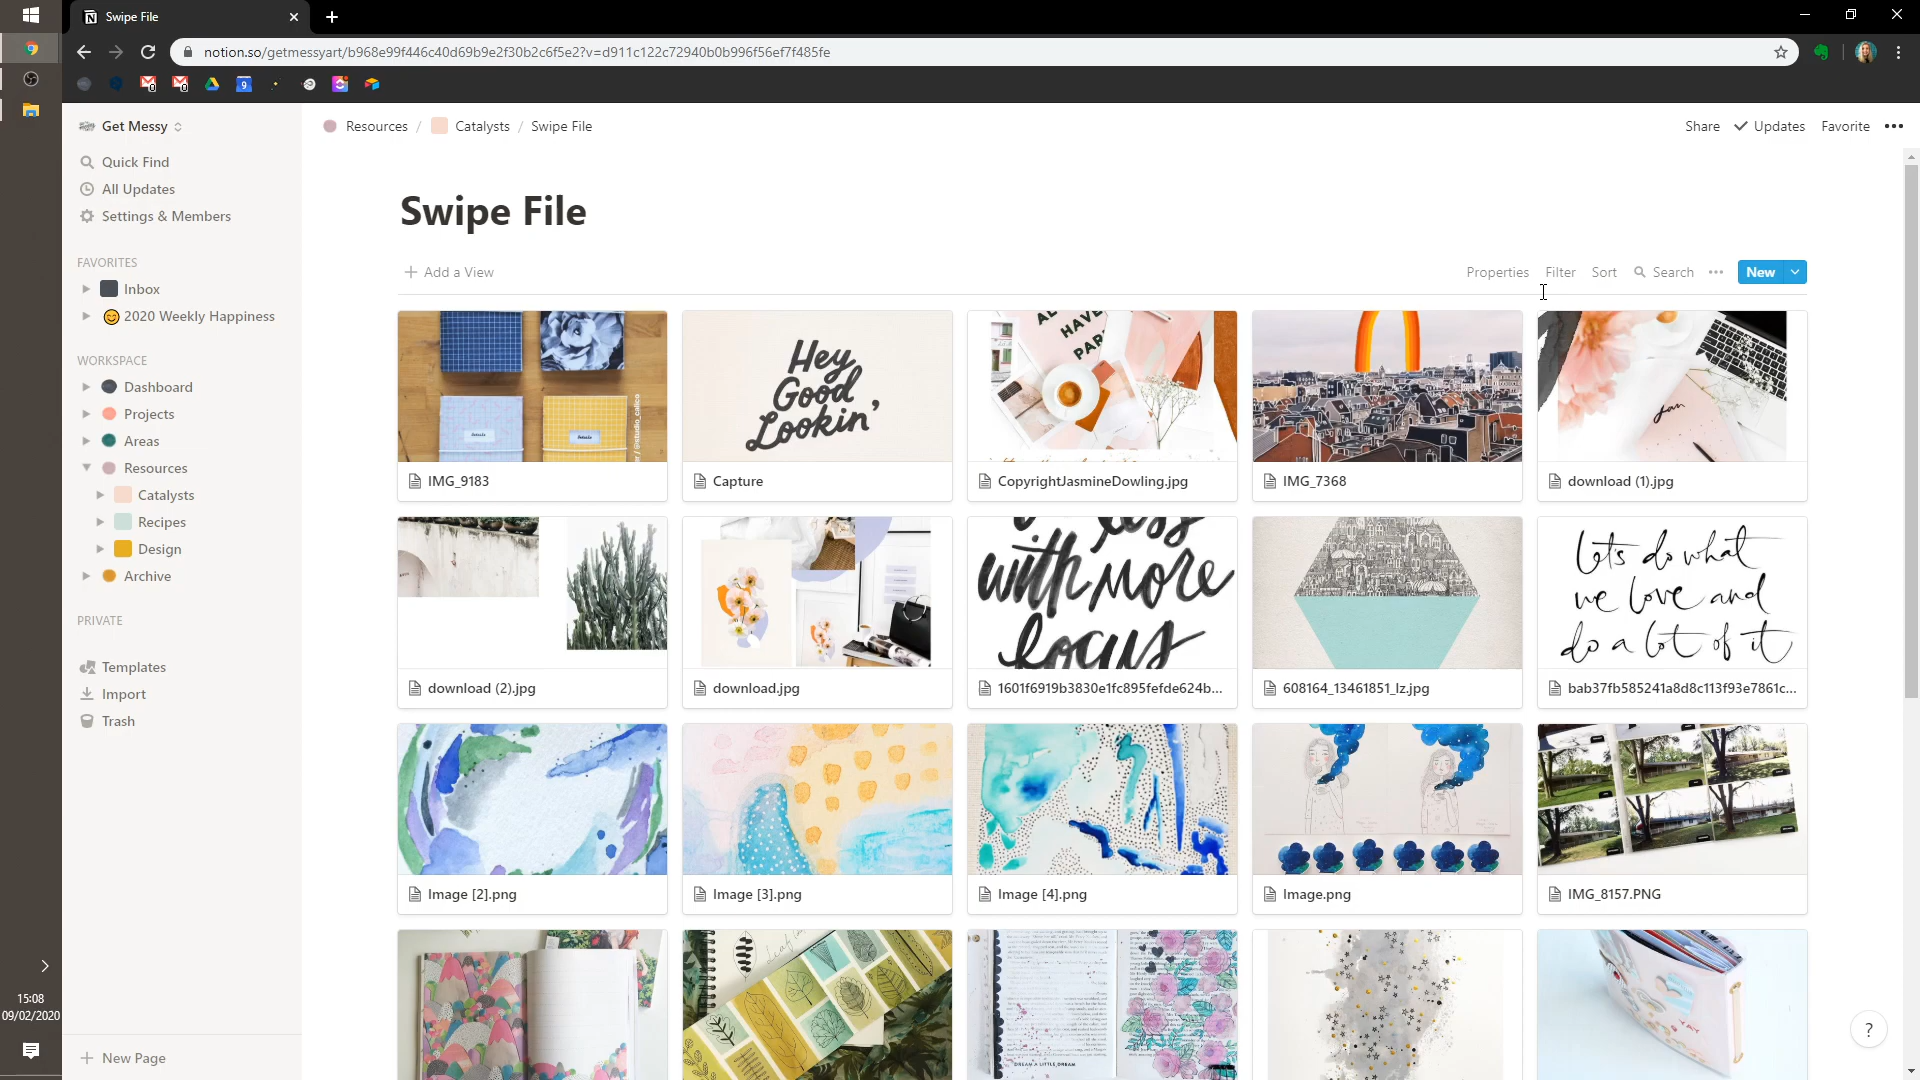 Swipe File
notion.so/getmessyart/b968e99f446c40d69b9e2f30b2c6f5e2?v=d911c122c72940b0b996f56ef7f485fe
Get Messy
Resources / Catalysts / Swipe File
Share Updates Favorite
Quick Find
All Updates
Settings & Members
FAVORITES
Inbox
2020 Weekly Happiness
WORKSPACE
Dashboard
Projects
Areas
Resources
Catalysts
Recipes
Design
Archive
PRIVATE
Templates
Import
Trash
New Page
15:08
09/02/2020
Swipe File
Add a View
Properties Filter Sort Search New
Hey
Good
Lookin'
HAVE
IMG_9183
Capture
CopyrightJasmineDowling.jpg
IMG_7368
download (1).jpg
with more
focus
Let's do what
we love and
do a lot of it
download (2).jpg
download.jpg
1601f6919b3830e1fc895fefde624b...
608164_13461851_lz.jpg
bab37fb585241a8d8c113f93e7861c...
Image [2].png
Image [3].png
Image [4].png
Image.png
IMG_8157.PNG
DREAM A LITTLE DREAM
?